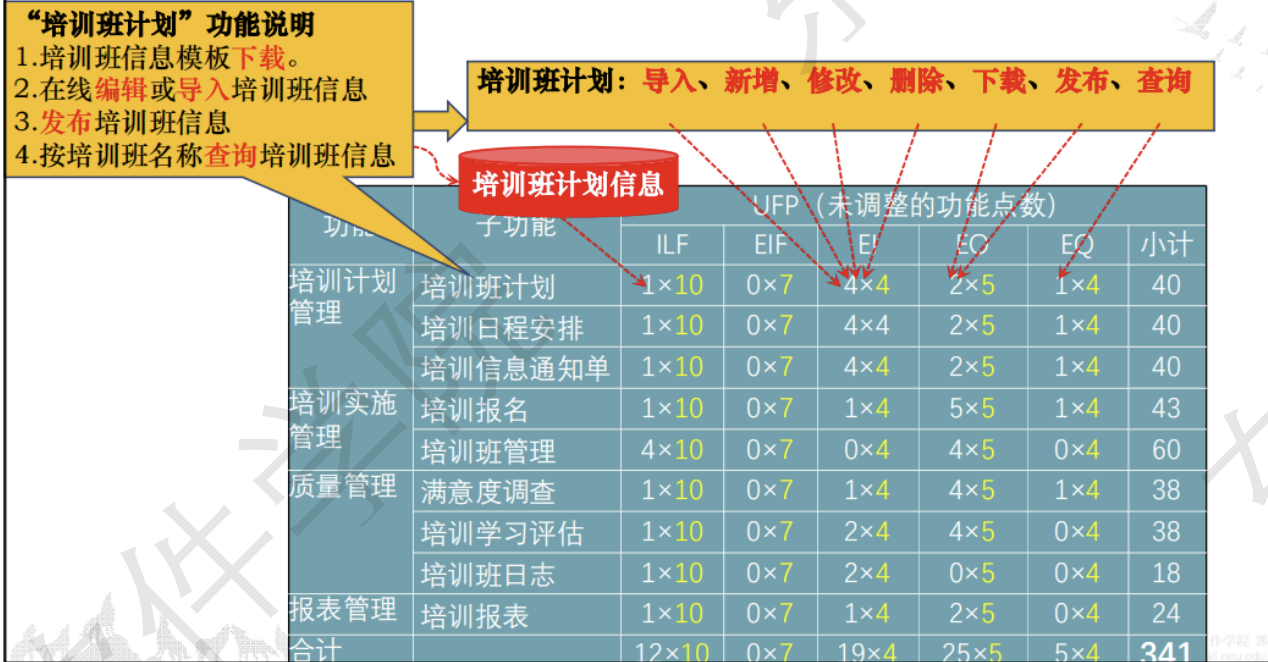 “培训班计划”功能说明
1.培训班信息模板下载。
2.在线编辑或导入培训班信息
3.发布培训班信息
4.按培训班名称查询培训班信息
培训班计划：导入、新增、修改、删除、下载、发布、查询
培训班计划信息
功能 子功能 UFP（未调整的功能点数）
ILF EIF EI EO EQ 小计
培训计划管理 培训班计划 1×10 0×7 4×4 2×5 1×4 40
培训日程安排 1×10 0×7 4×4 2×5 1×4 40
培训信息通知单 1×10 0×7 4×4 2×5 1×4 40
培训实施管理 培训报名 1×10 0×7 1×4 5×5 1×4 43
培训班管理 4×10 0×7 0×4 4×5 0×4 60
质量管理 满意度调查 1×10 0×7 1×4 4×5 1×4 38
培训学习评估 1×10 0×7 2×4 4×5 0×4 38
培训班日志 1×10 0×7 2×4 0×5 0×4 18
报表管理 培训报表 1×10 0×7 1×4 2×5 0×4 24
合计 12×10 0×7 19×4 25×5 5×4 341
件学院